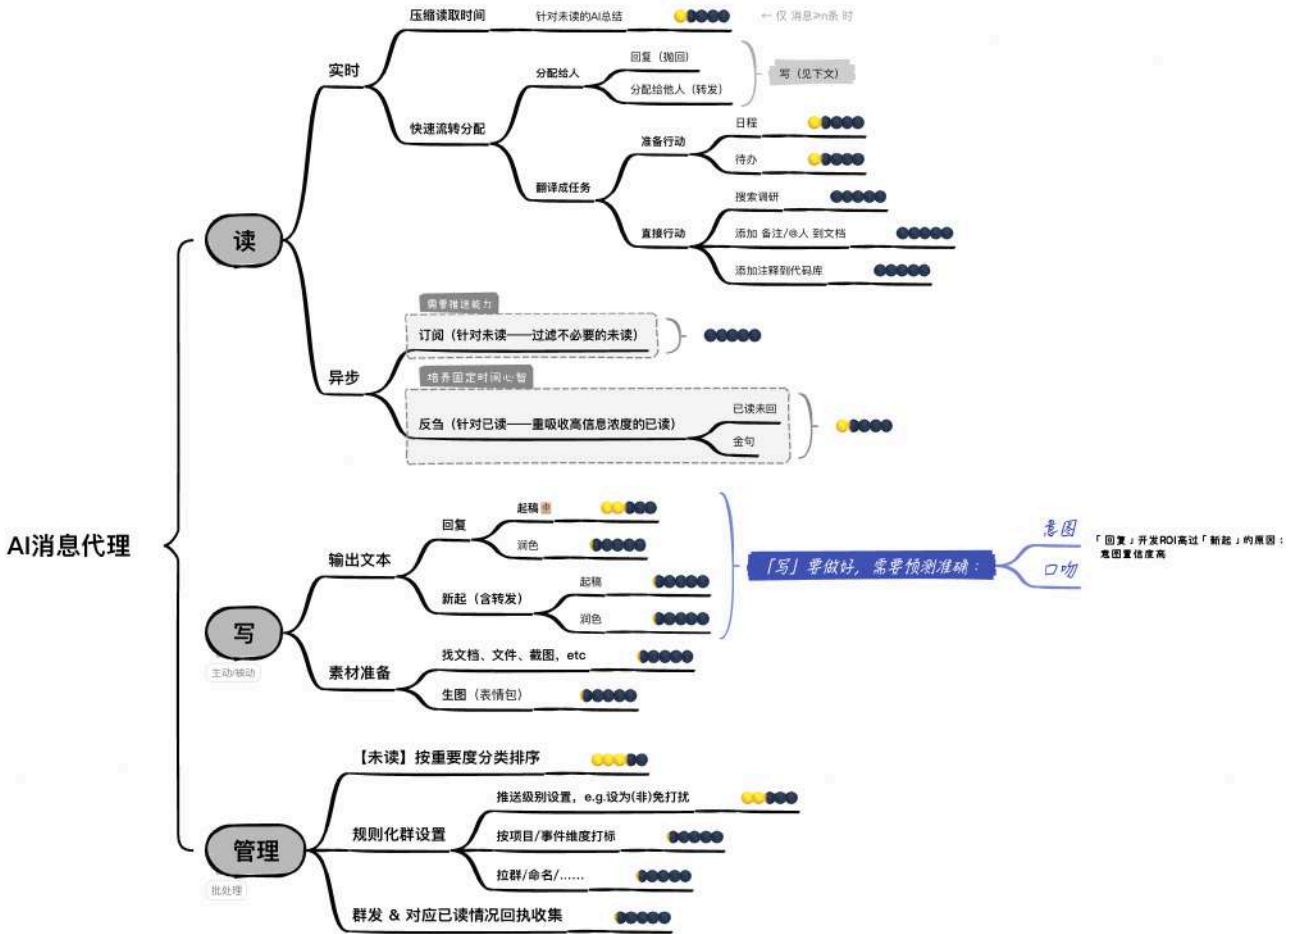 压缩读取时间
针对未读的AI总结
← 仅 消息≥n条 时
实时
分配给人
回复（抛回）
分配给他人（转发）
写（见下文）
快速流转分配
翻译成任务
准备行动
日程
待办
直接行动
搜索调研
添加 备注/@人 到文档
添加注释到代码库
读
异步
需要推送能力
订阅（针对未读——过滤不必要的未读）
培养固定时间心智
反刍（针对已读——重吸收高信息浓度的已读）
已读未回
金句
AI消息代理
写
主动/被动
输出文本
回复
起稿
润色
新起（含转发）
起稿
润色
「写」要做好，需要预测准确：
意图
口吻
「回复」开发ROI高过「新起」的原因：
意图置信度高
素材准备
找文档、文件、截图，etc
生图（表情包）
管理
批处理
【未读】按重要度分类排序
规则化群设置
推送级别设置，e.g.设为(非)免打扰
按项目/事件维度打标
拉群/命名/……
群发 & 对应已读情况回执收集